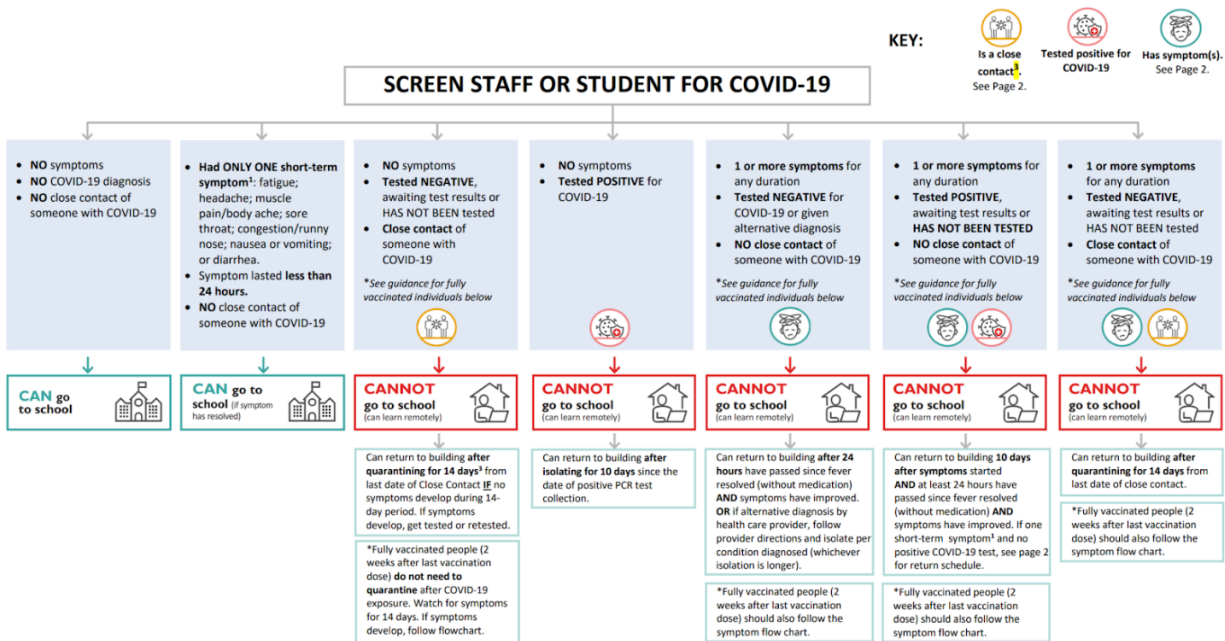 KEY:
Is a close
contact³.
See Page 2.
Tested positive for
COVID-19
Has symptom(s).
See Page 2.
SCREEN STAFF OR STUDENT FOR COVID-19
• NO symptoms
• NO COVID-19 diagnosis
• NO close contact of
someone with COVID-19
• Had ONLY ONE short-term
symptom¹: fatigue;
headache; muscle
pain/body ache; sore
throat; congestion/runny
nose; nausea or vomiting;
or diarrhea.
• Symptom lasted less than
24 hours.
• NO close contact of
someone with COVID-19
• NO symptoms
• Tested NEGATIVE,
awaiting test results or
HAS NOT BEEN tested
• Close contact of
someone with
COVID-19
*See guidance for fully
vaccinated individuals below
• NO symptoms
• Tested POSITIVE for
COVID-19
• 1 or more symptoms for
any duration
• Tested NEGATIVE for
COVID-19 or given
alternative diagnosis
• NO close contact of
someone with COVID-19
*See guidance for fully
vaccinated individuals below
• 1 or more symptoms for
any duration
• Tested POSITIVE,
awaiting test results or
HAS NOT BEEN TESTED
• NO close contact of
someone with COVID-19
*See guidance for fully
vaccinated individuals below
• 1 or more symptoms
for any duration
• Tested NEGATIVE,
awaiting test results or
HAS NOT BEEN tested
• Close contact of
someone with COVID-19
*See guidance for fully
vaccinated individuals below
CAN go
to school
CAN go to
school (if symptom
has resolved)
CANNOT
go to school
(can learn remotely)
CANNOT
go to school
(can learn remotely)
CANNOT
go to school
(can learn remotely)
CANNOT
go to school
(can learn remotely)
CANNOT
go to school
(can learn remotely)
Can return to building after
quarantining for 14 days³ from
last date of Close Contact IF no
symptoms develop during 14-
day period. If symptoms
develop, get tested or retested.
*Fully vaccinated people (2
weeks after last vaccination
dose) do not need to
quarantine after COVID-19
exposure. Watch for symptoms
for 14 days. If symptoms
develop, follow flowchart.
Can return to building after
isolating for 10 days since the
date of positive PCR test
collection.
Can return to building after 24
hours have passed since fever
resolved (without medication)
AND symptoms have improved.
OR if alternative diagnosis by
health care provider, follow
provider directions and isolate per
condition diagnosed (whichever
isolation is longer).
*Fully vaccinated people (2
weeks after last vaccination
dose) should also follow the
symptom flow chart.
Can return to building 10 days
after symptoms started
AND at least 24 hours have
passed since fever resolved
(without medication) AND
symptoms have improved. If one
short-term symptom¹ and no
positive COVID-19 test, see page 2
for return schedule.
*Fully vaccinated people (2
weeks after last vaccination
dose) should also follow the
symptom flow chart.
Can return to building after
quarantining for 14 days from
last date of close contact.
*Fully vaccinated people (2
weeks after last vaccination
dose) should also follow the
symptom flow chart.